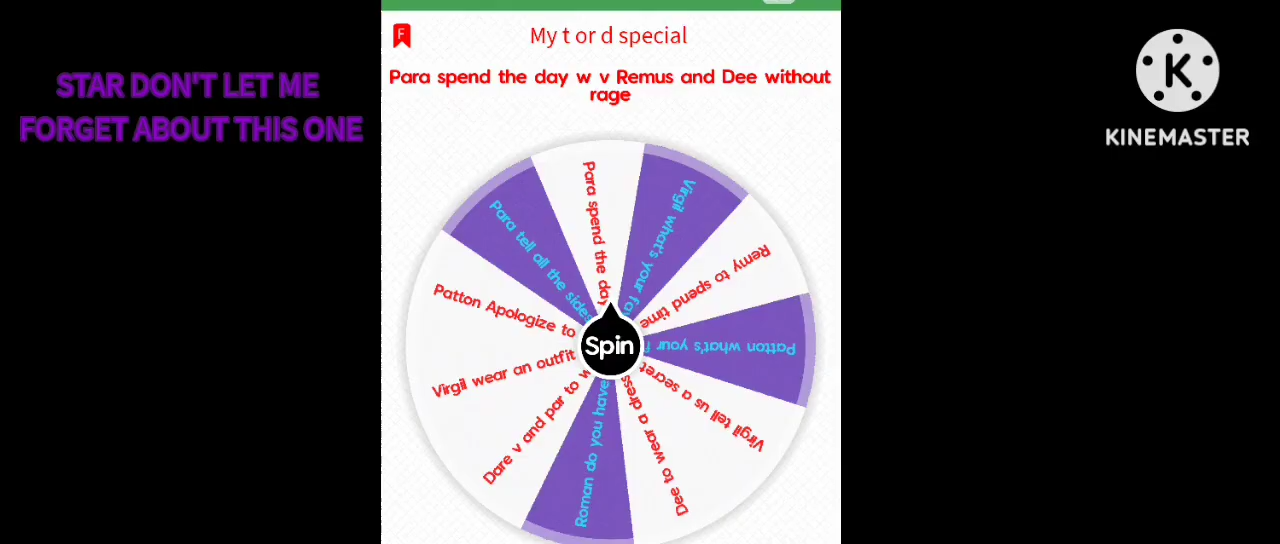 STAR DON'T LET ME
FORGET ABOUT THIS ONE
F
My t or d special
Para spend the day w v Remus and Dee without
rage
K
KINEMASTER
Para spend the day
Virgil what's your fa
Remy to spend time
Patton what's your f
Virgil tell us a secret
Dee to wear a dress
Roman do you have
Dare v and par to w
Virgil wear an outfit
Patton Apologize to
Para tell all the sides
Spin